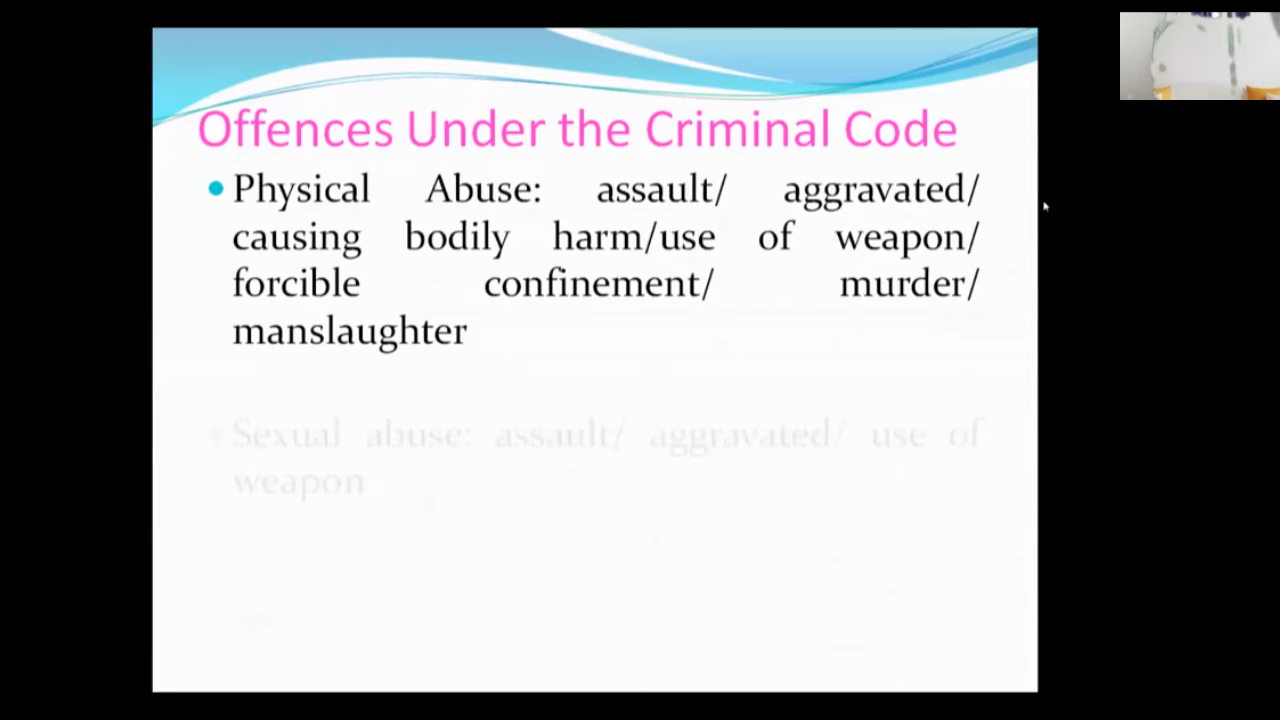 Offences Under the Criminal Code
Physical Abuse: assault/ aggravated/
causing bodily harm/use of weapon/
forcible confinement/ murder/
manslaughter
Sexual abuse: assault/ aggravated/ use of
weapon